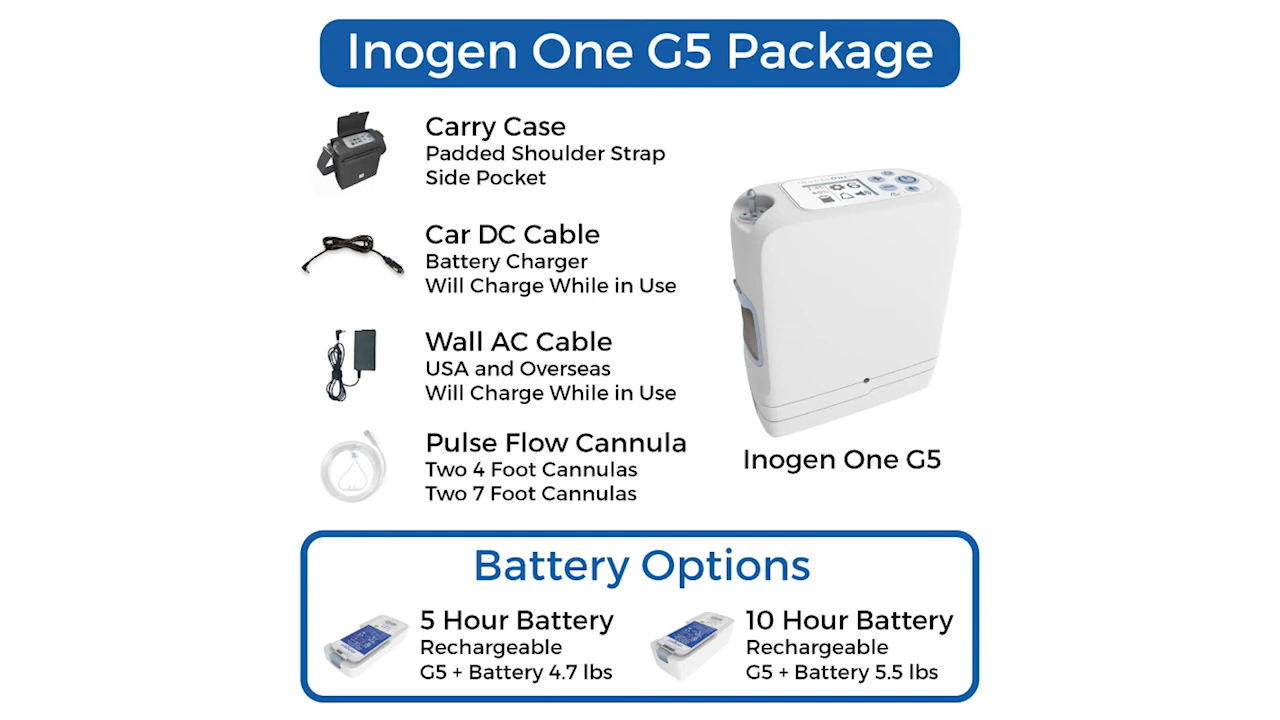 Inogen One G5 Package
Carry Case
Padded Shoulder Strap
Side Pocket
Car DC Cable
Battery Charger
Will Charge While in Use
Wall AC Cable
USA and Overseas
Will Charge While in Use
Pulse Flow Cannula
Two 4 Foot Cannulas
Two 7 Foot Cannulas
Inogen One G5
Battery Options
5 Hour Battery
Rechargeable
G5 + Battery 4.7 lbs
10 Hour Battery
Rechargeable
G5 + Battery 5.5 lbs